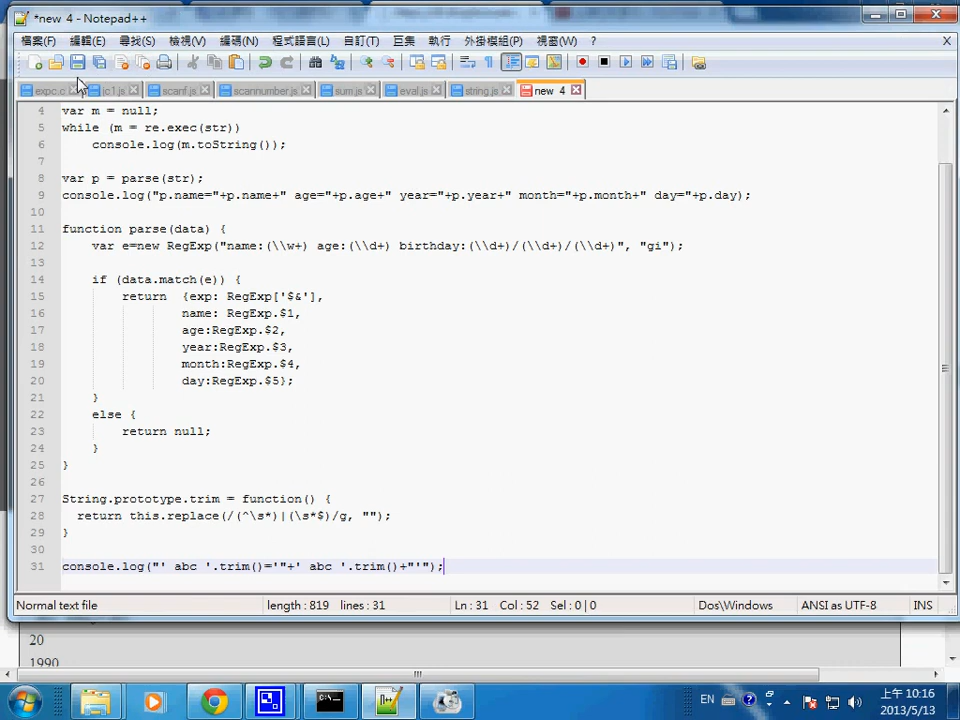 *new 4 - Notepad++
檔案(F) 編輯(E) 尋找(S) 檢視(V) 編碼(N) 程式語言(L) 自訂(T) 巨集 執行 外掛模組(P) 視窗(W) ? X
expc.c jc1.js scanf.js scannumber.js sum.js eval.js string.js new 4
4 var m = null;
5 while (m = re.exec(str))
6 console.log(m.toString());
7
8 var p = parse(str);
9 console.log("p.name="+p.name+" age="+p.age+" year="+p.year+" month="+p.month+" day="+p.day);
10
11 function parse(data) {
12 var e=new RegExp("name:(\\w+) age:(\\d+) birthday:(\\d+)/(\\d+)/(\\d+)", "gi");
13
14 if (data.match(e)) {
15 return {exp: RegExp['$&'],
16 name: RegExp.$1,
17 age:RegExp.$2,
18 year:RegExp.$3,
19 month:RegExp.$4,
20 day:RegExp.$5};
21 }
22 else {
23 return null;
24 }
25 }
26
27 String.prototype.trim = function() {
28 return this.replace(/(^\s*)|(\s*$)/g, "");
29 }
30
31 console.log("' abc '.trim()='"+' abc '.trim()+"'");
Normal text file length : 819 lines : 31 Ln : 31 Col : 52 Sel : 0 | 0 Dos\Windows ANSI as UTF-8 INS
20
1990
EN
上午 10:16
2013/5/13